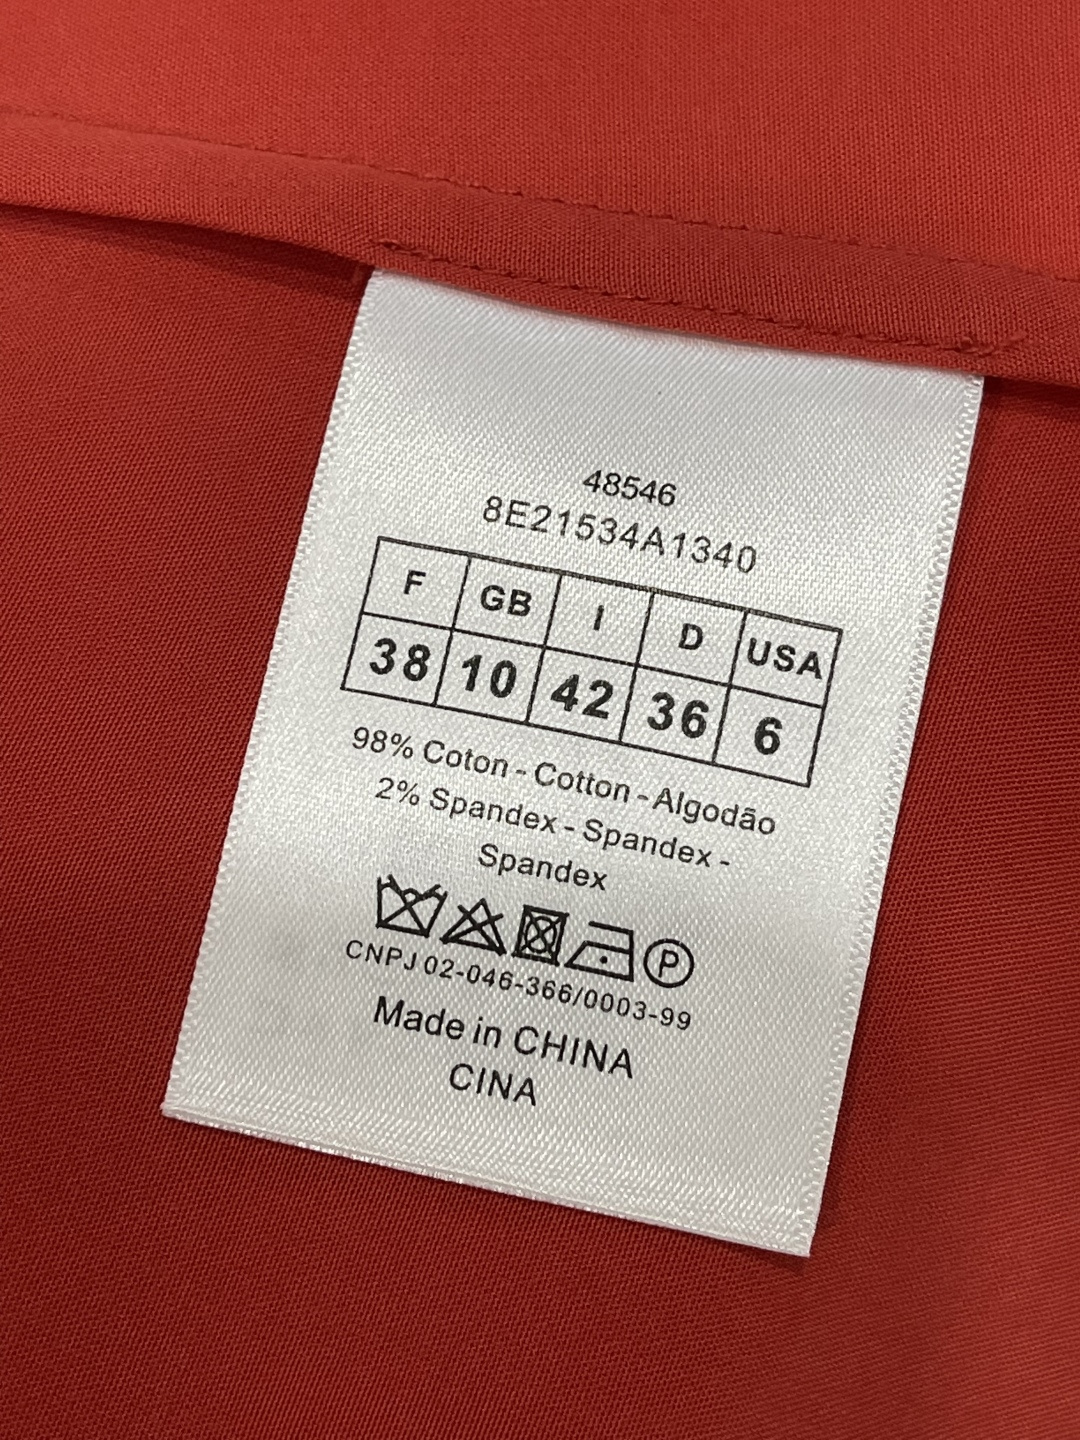 48546
8E21534A1340
F GB I D USA
38 10 42 36 6
98% Coton - Cotton - Algodão
2% Spandex - Spandex -
Spandex
P
CNPJ 02-046-366/0003-99
Made in CHINA
CINA